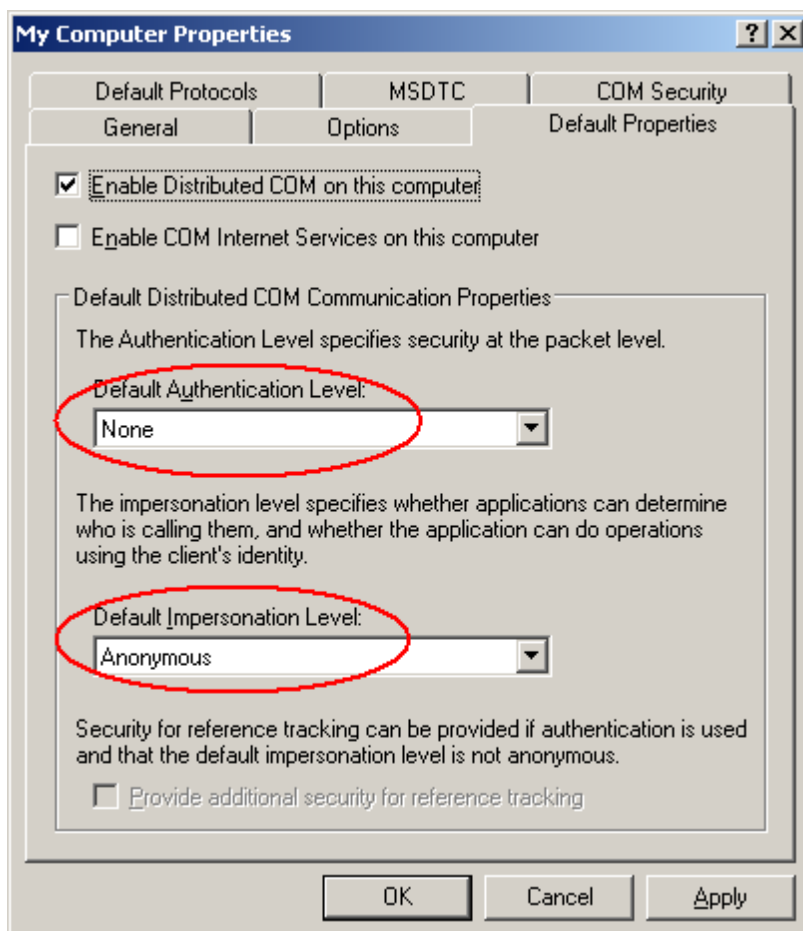 My Computer Properties
Default Protocols MSDTC COM Security
General Options Default Properties
Enable Distributed COM on this computer
Enable COM Internet Services on this computer
Default Distributed COM Communication Properties
The Authentication Level specifies security at the packet level.
Default Authentication Level:
None
The impersonation level specifies whether applications can determine
who is calling them, and whether the application can do operations
using the client's identity.
Default Impersonation Level:
Anonymous
Security for reference tracking can be provided if authentication is used
and that the default impersonation level is not anonymous.
Provide additional security for reference tracking
OK Cancel Apply